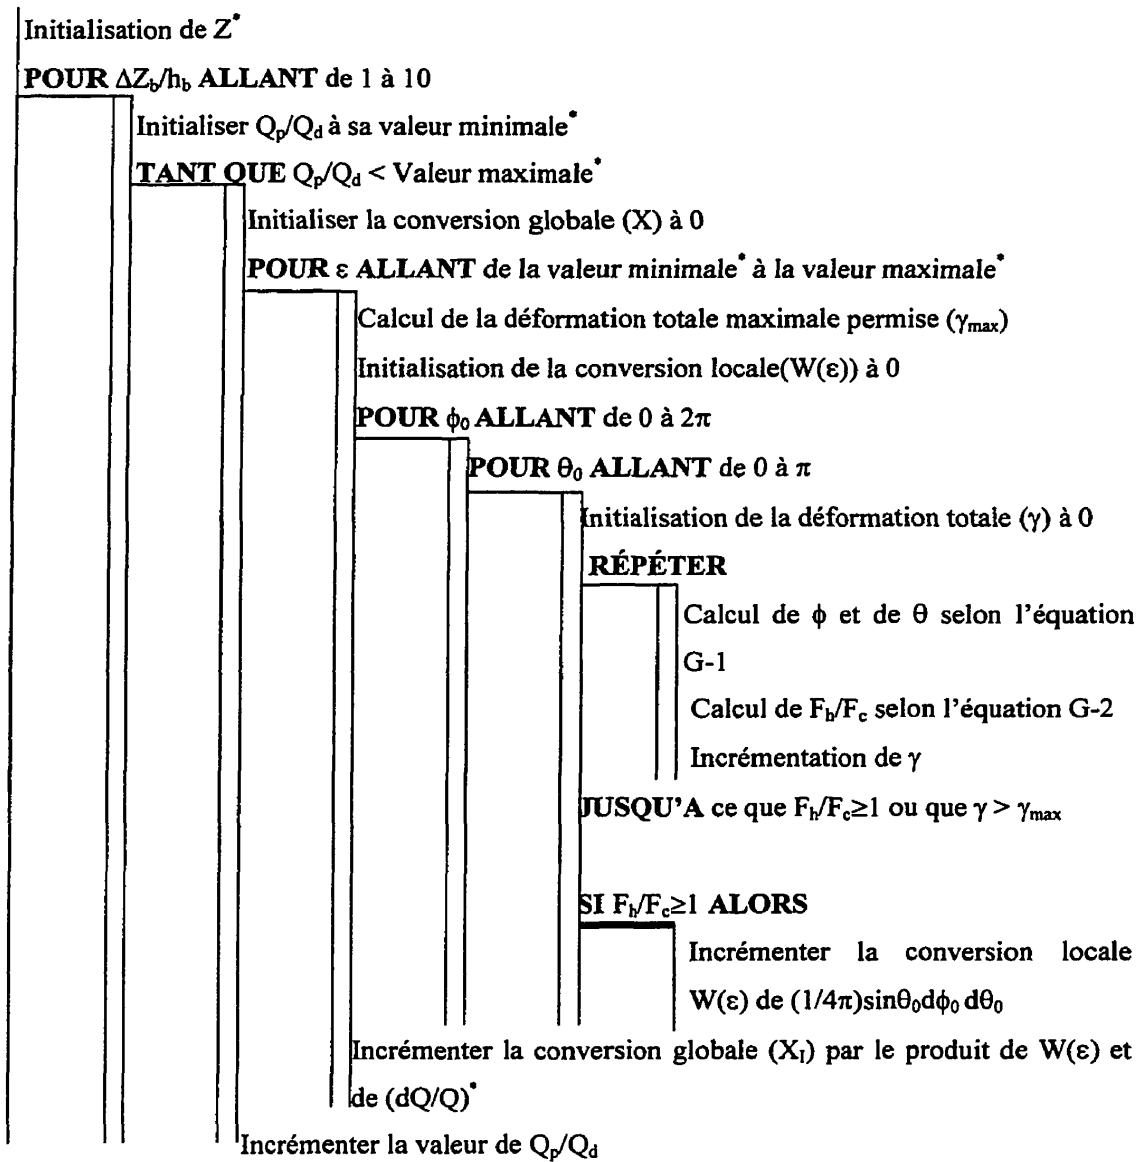 Initialisation de Z*
POUR ΔZb/hb ALLANT de 1 à 10
Initialiser Qp/Qd à sa valeur minimale*
TANT QUE Qp/Qd < Valeur maximale*
Initialiser la conversion globale (X) à 0
POUR ε ALLANT de la valeur minimale* à la valeur maximale*
Calcul de la déformation totale maximale permise (γmax)
Initialisation de la conversion locale(W(ε)) à 0
POUR ϕ0 ALLANT de 0 à 2π
POUR θ0 ALLANT de 0 à π
Initialisation de la déformation totale (γ) à 0
RÉPÉTER
Calcul de ϕ et de θ selon l'équation
G-1
Calcul de Fh/Fc selon l'équation G-2
Incrémentation de γ
JUSQU'A ce que Fh/Fc≥1 ou que γ > γmax
SI Fh/Fc≥1 ALORS
Incrémenter la conversion locale
W(ε) de (1/4π)sinθ0dϕ0 dθ0
Incrémenter la conversion globale (XI) par le produit de W(ε) et
de (dQ/Q)*
Incrémenter la valeur de Qp/Qd